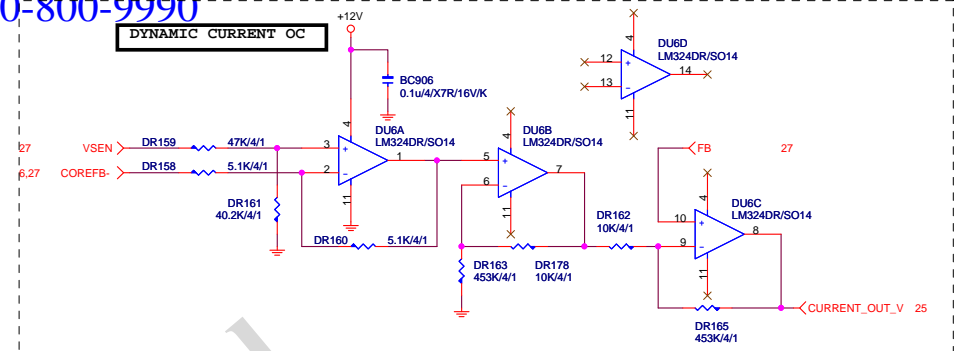 0-800-9990
DYNAMIC CURRENT OC
+12V
BC906
0.1u/4/X7R/16V/K
DU6D
LM324DR/SO14
4
12
+
14
13
-
11
27
VSEN
DR159
47K/4/1
3
+
4
DU6A
LM324DR/SO14
1
6,27
COREFB-
DR158
5.1K/4/1
2
-
11
DR161
40.2K/4/1
DR160
5.1K/4/1
DU6B
LM324DR/SO14
4
5
+
7
6
-
11
DR163
453K/4/1
DR178
10K/4/1
DR162
10K/4/1
FB
27
DU6C
LM324DR/SO14
4
10
+
8
9
-
11
DR165
453K/4/1
CURRENT_OUT_V
25